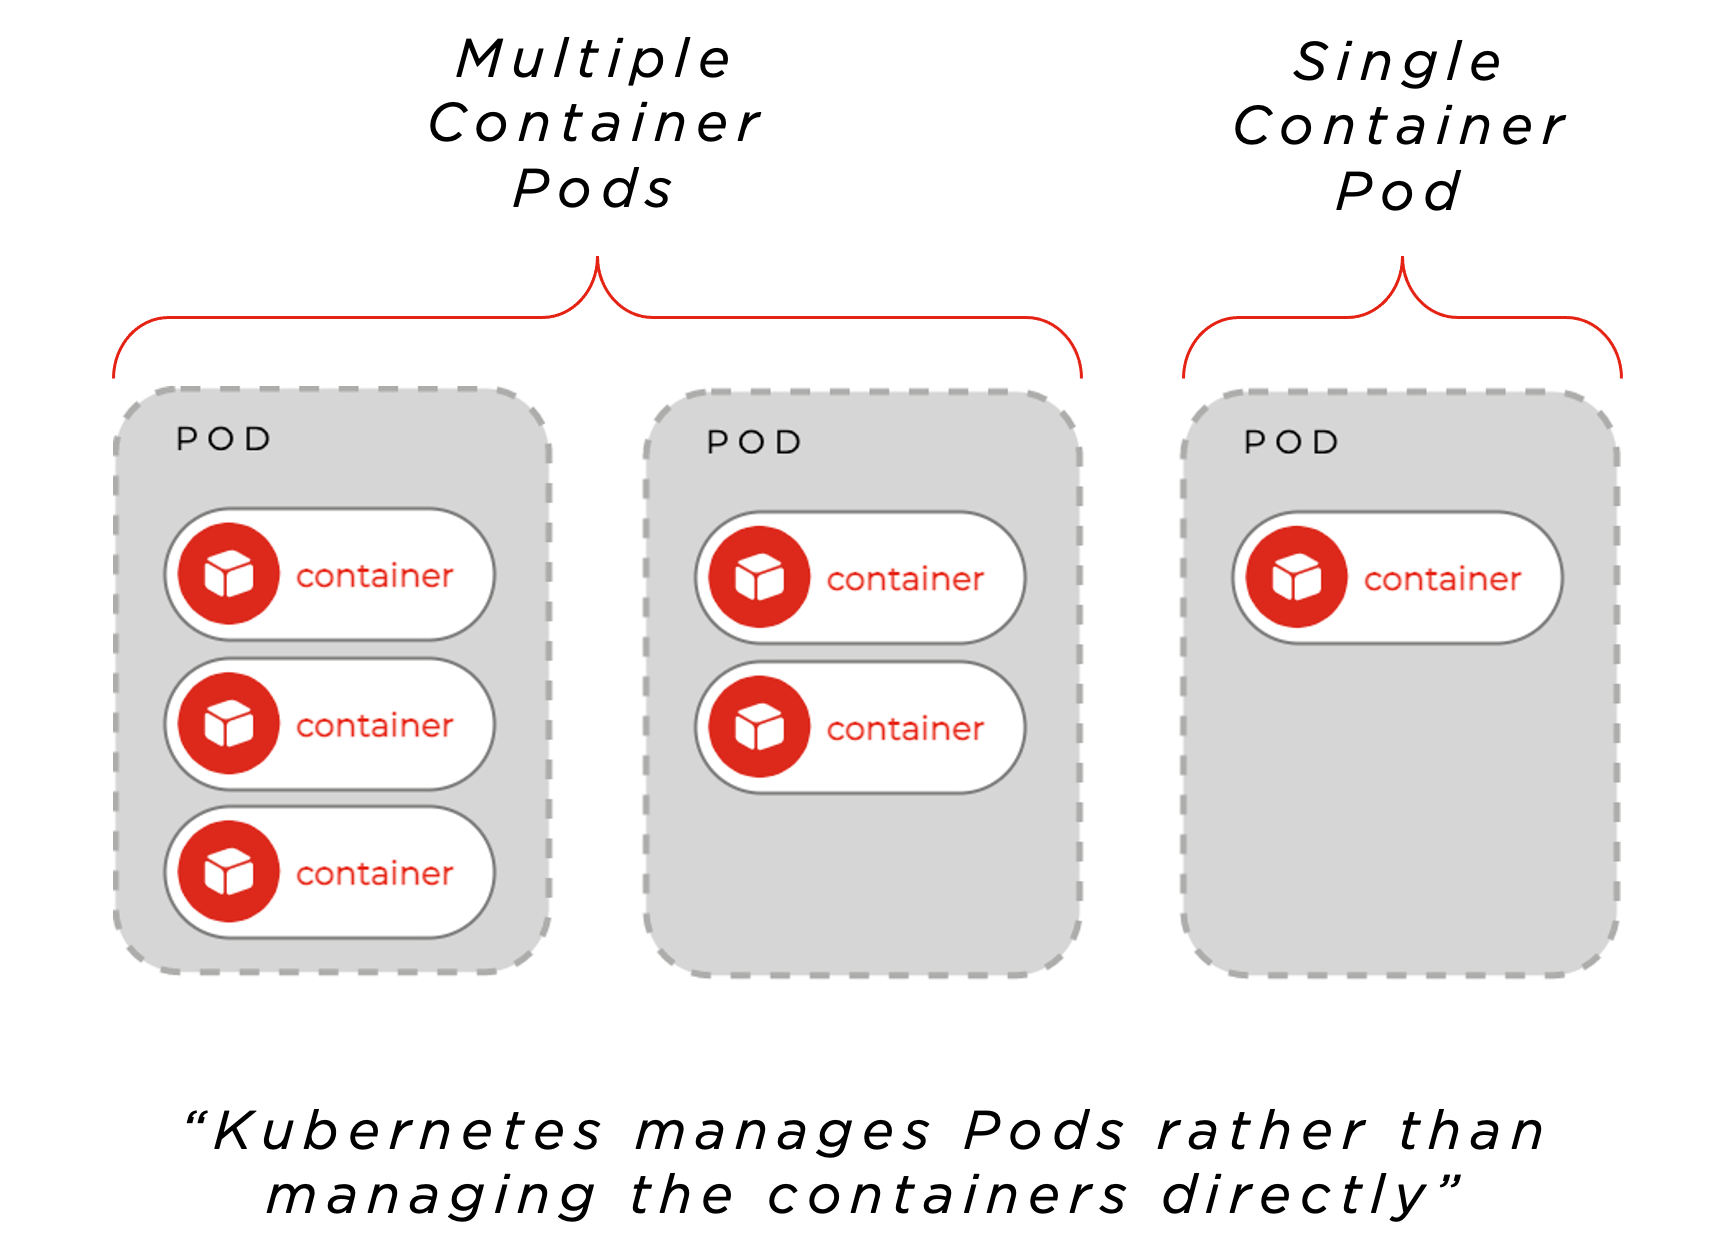 Multiple
Container
Pods
Single
Container
Pod
POD
container
container
container
POD
container
container
POD
container
“Kubernetes manages Pods rather than
managing the containers directly”